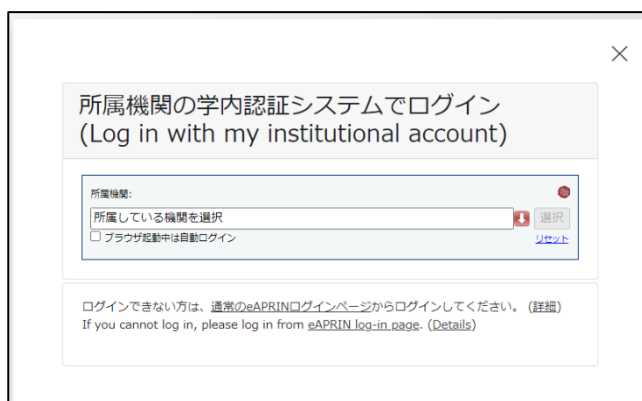 所属機関の学内認証システムでログイン
(Log in with my institutional account)
所属機関:
所属している機関を選択
選択
ブラウザ起動中は自動ログイン
リセット
ログインできない方は、通常のeAPRINログインページからログインしてください。 (詳細)
If you cannot log in, please log in from eAPRIN log-in page. (Details)